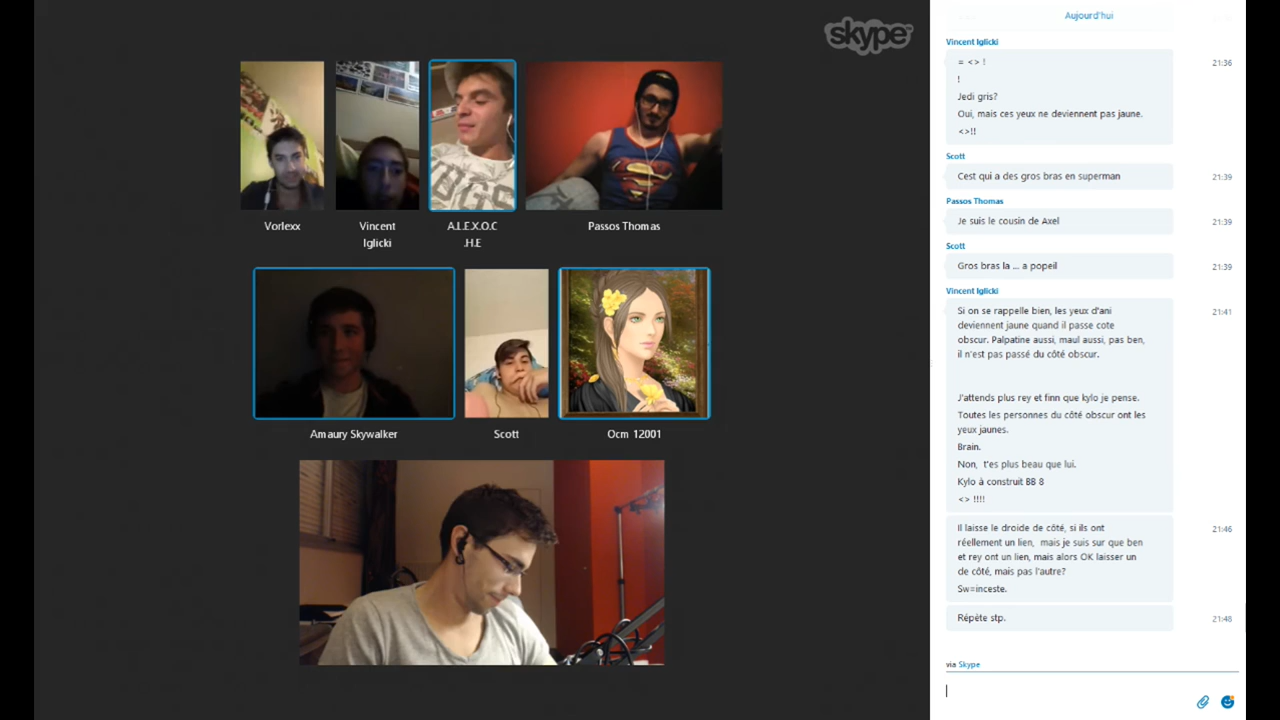 skype™
Vorlexx
Vincent
Iglicki
A.L.E.X.O.C
.H.E
Passos Thomas
Amaury Skywalker
Scott
Ocm 12001
Aujourd'hui
Vincent Iglicki
= <> !
21:36
!
Jedi gris?
Oui, mais ces yeux ne deviennent pas jaune.
<>!!
Scott
Cest qui a des gros bras en superman
21:39
Passos Thomas
Je suis le cousin de Axel
21:39
Scott
Gros bras la ... a popeil
21:39
Vincent Iglicki
Si on se rappelle bien, les yeux d'ani
21:41
deviennent jaune quand il passe cote
obscur. Palpatine aussi, maul aussi, pas ben,
il n'est pas passé du côté obscur.
J'attends plus rey et finn que kylo je pense.
Toutes les personnes du côté obscur ont les
yeux jaunes.
Brain.
Non, t'es plus beau que lui.
Kylo à construit BB 8
<> !!!!
Il laisse le droide de côté, si ils ont
21:46
réellement un lien, mais je suis sur que ben
et rey ont un lien, mais alors OK laisser un
de côté, mais pas l'autre?
Sw=inceste.
Répète stp.
21:48
via Skype